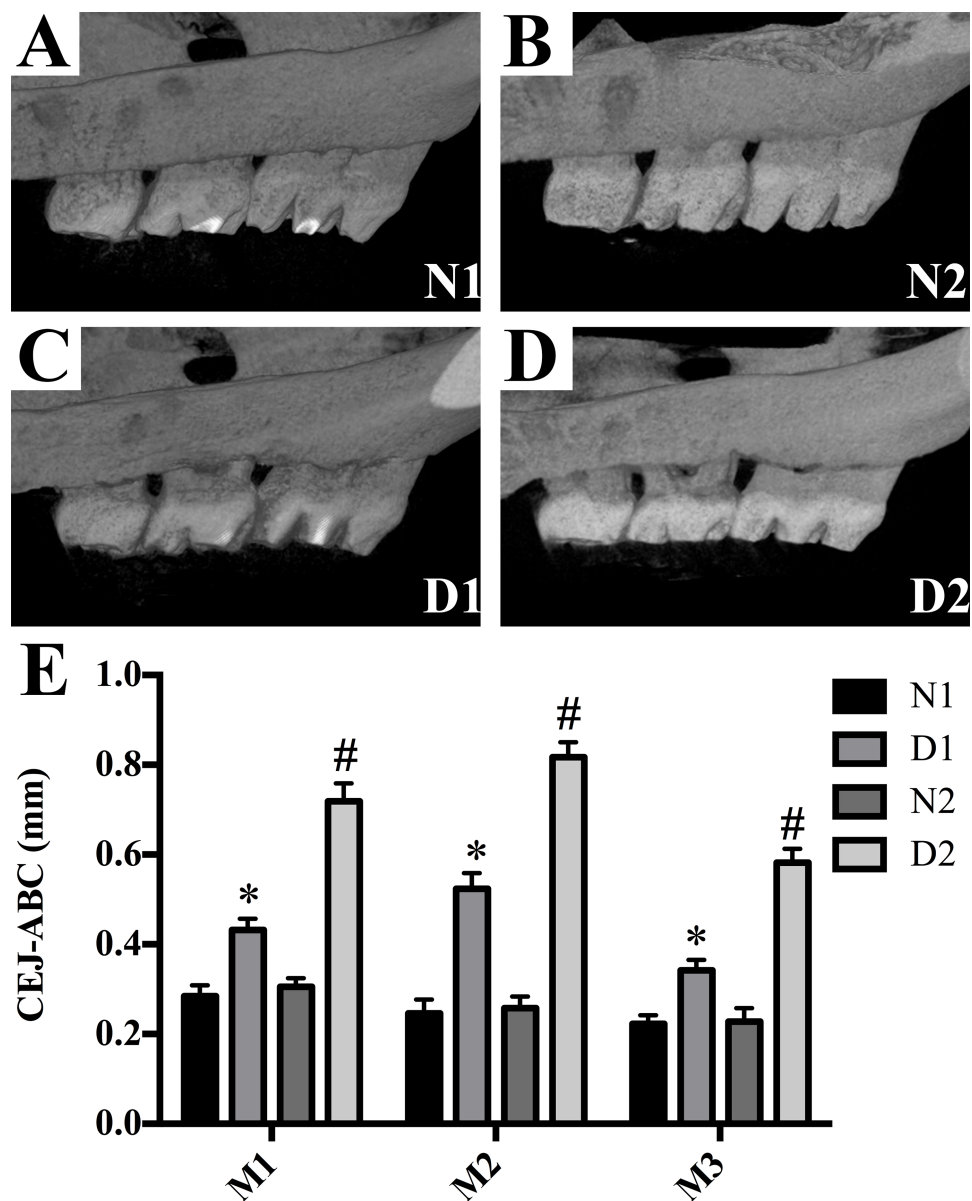 A
N1
B
N2
C
D1
D
D2
E
CEJ-ABC (mm)
1.0
0.8
0.6
0.4
0.2
0.0
* # * # * #
M1 M2 M3
N1
D1
N2
D2